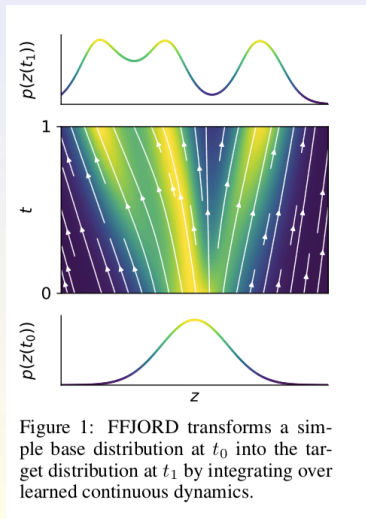 p(z(t₁))
1
t
0
p(z(t₀))
z
Figure 1: FFJORD transforms a sim-
ple base distribution at t₀ into the tar-
get distribution at t₁ by integrating over
learned continuous dynamics.